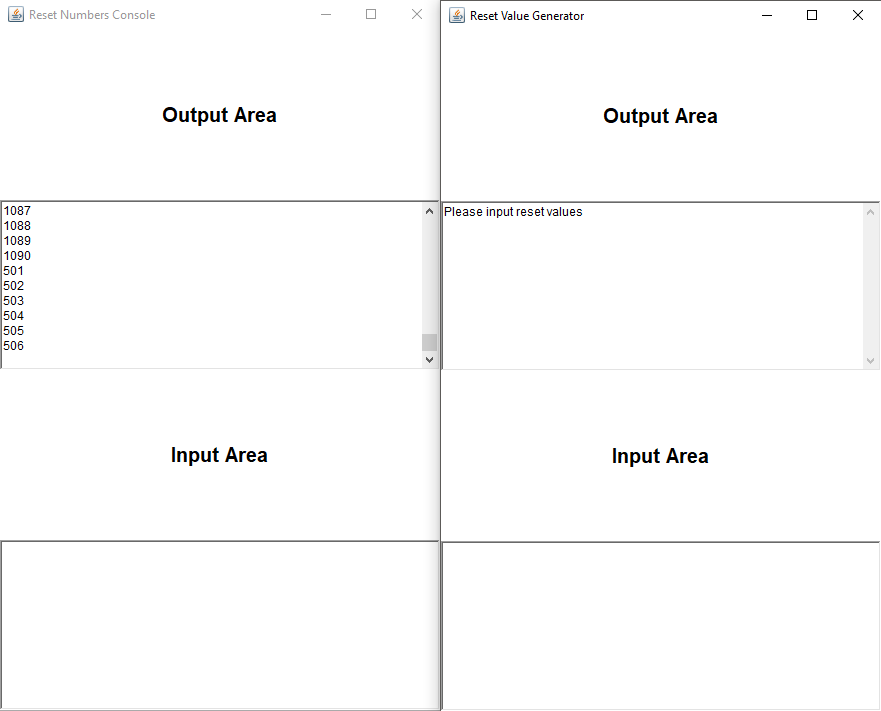 Reset Numbers Console
Output Area
1087
1088
1089
1090
501
502
503
504
505
506
Input Area
Reset Value Generator
Output Area
Please input reset values
Input Area